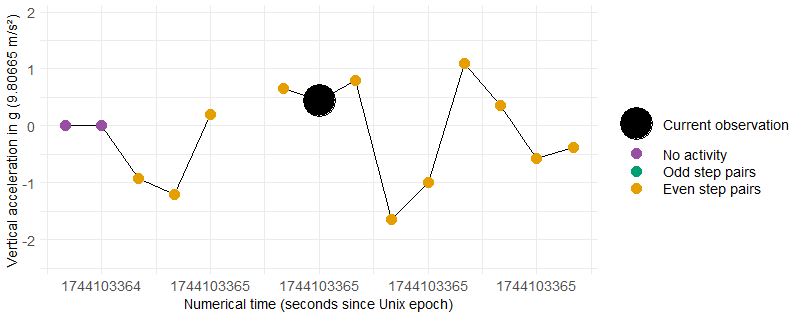 Vertical acceleration in g (9.80665 m/s²)
2
1
0
-1
-2
1744103364 1744103365 1744103365 1744103365 1744103365
Numerical time (seconds since Unix epoch)
Current observation
No activity
Odd step pairs
Even step pairs